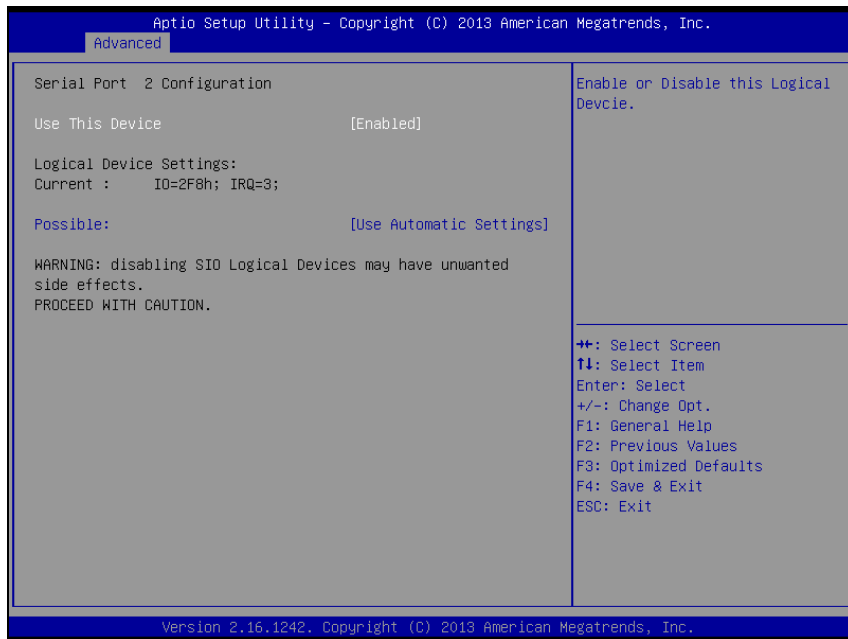 Aptio Setup Utility – Copyright (C) 2013 American Megatrends, Inc.
Advanced
Serial Port 2 Configuration
Use This Device [Enabled]
Logical Device Settings:
Current : IO=2F8h; IRQ=3;
Possible: [Use Automatic Settings]
WARNING: disabling SIO Logical Devices may have unwanted
side effects.
PROCEED WITH CAUTION.
Enable or Disable this Logical
Devcie.
→←: Select Screen
↑↓: Select Item
Enter: Select
+/-: Change Opt.
F1: General Help
F2: Previous Values
F3: Optimized Defaults
F4: Save & Exit
ESC: Exit
Version 2.16.1242. Copyright (C) 2013 American Megatrends, Inc.